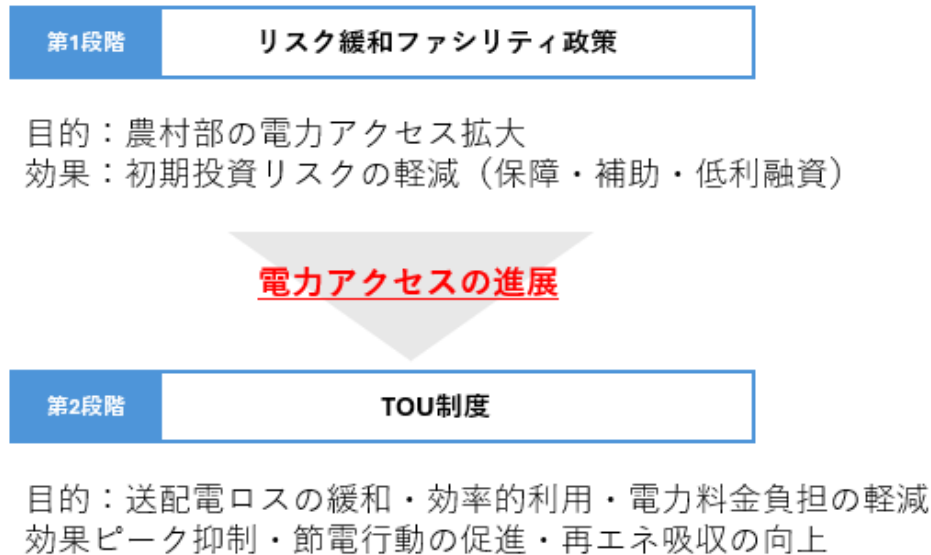 第1段階 リスク緩和ファシリティ政策
目的：農村部の電力アクセス拡大
効果：初期投資リスクの軽減（保障・補助・低利融資）
電力アクセスの進展
第2段階 TOU制度
目的：送配電ロスの緩和・効率的利用・電力料金負担の軽減
効果ピーク抑制・節電行動の促進・再エネ吸収の向上